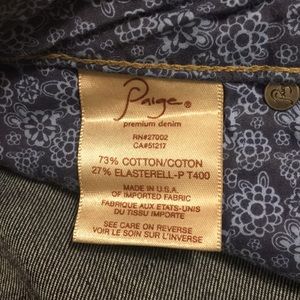 Paige®
premium denim
RN#27002
CA#51217
73% COTTON/COTON
27% ELASTERELL-P T400
MADE IN U.S.A.
OF IMPORTED FABRIC
FABRIQUE AUX ETATS-UNIS
DU TISSU IMPORTE
SEE CARE ON REVERSE
VOIR LE SOIN SUR L'INVERSE